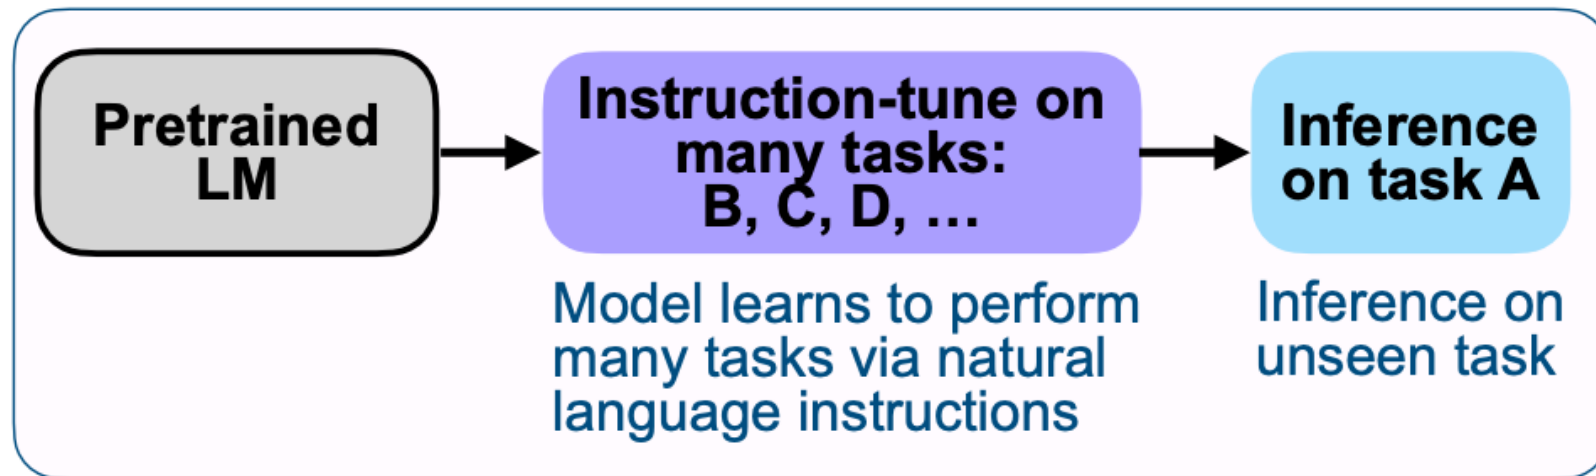 Pretrained
LM
Instruction-tune on
many tasks:
B, C, D, …
Inference
on task A
Model learns to perform
many tasks via natural
language instructions
Inference on
unseen task